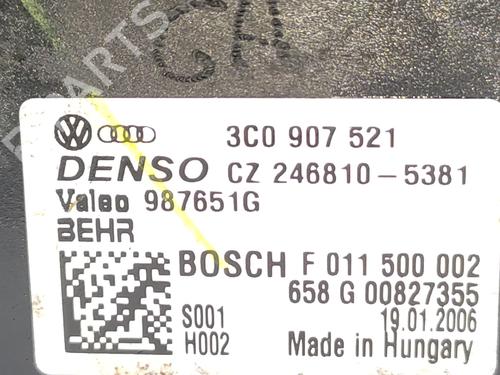 CA
3C0 907 521
DENSO CZ 246810-5381
Valeo 987651G
BEHR
BOSCH F 011 500 002
658 G 00827355
S001 19.01.2006
H002 Made in Hungary